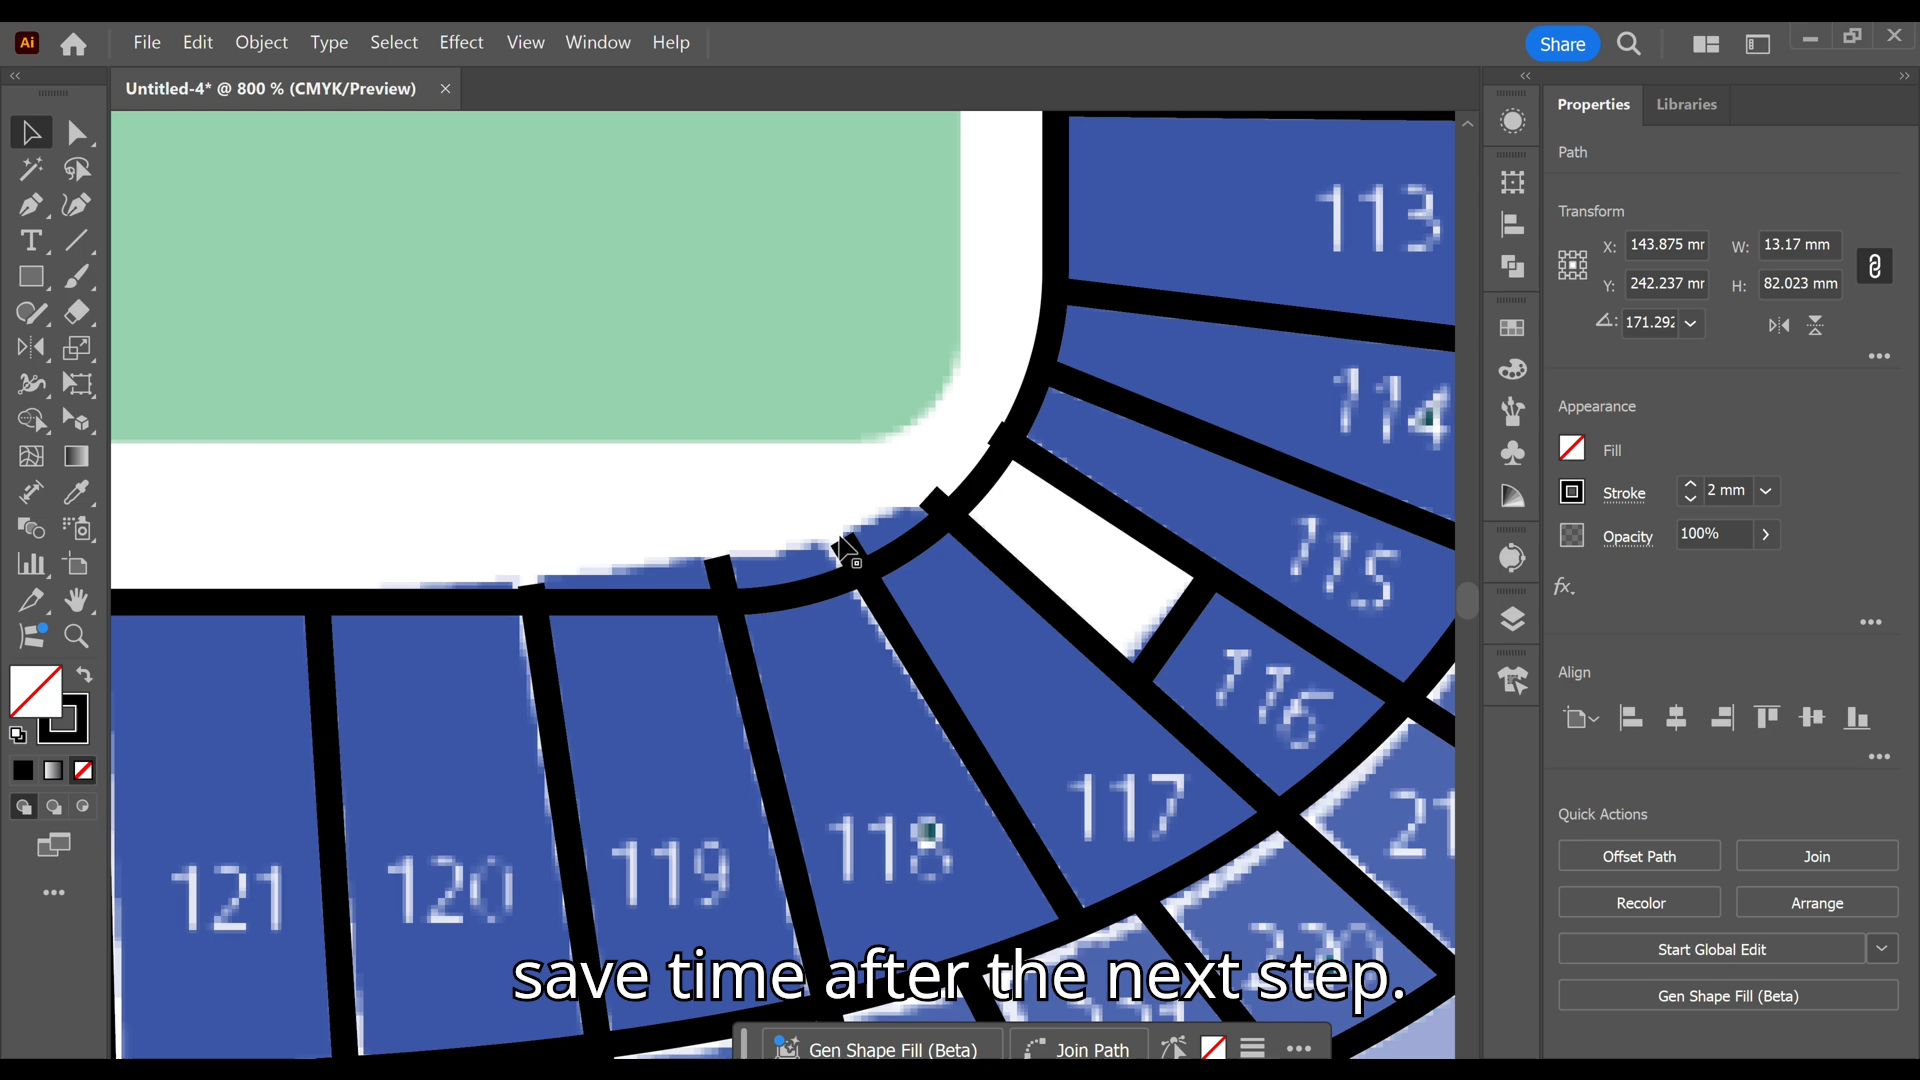 Ai
File Edit Object Type Select Effect View Window Help
Share
Untitled-4* @ 800 % (CMYK/Preview)
Properties Libraries
Path
Transform
X: 143.875 mr W: 13.17 mm
Y: 242.237 mr H: 82.023 mm
171.292
Appearance
Fill
Stroke 2 mm
Opacity 100%
fx.
Align
Quick Actions
Offset Path Join
Recolor Arrange
Start Global Edit
Gen Shape Fill (Beta)
113
114
115
116
117
118
119
120
121
21
220
save time after the next step.
Gen Shape Fill (Beta) Join Path